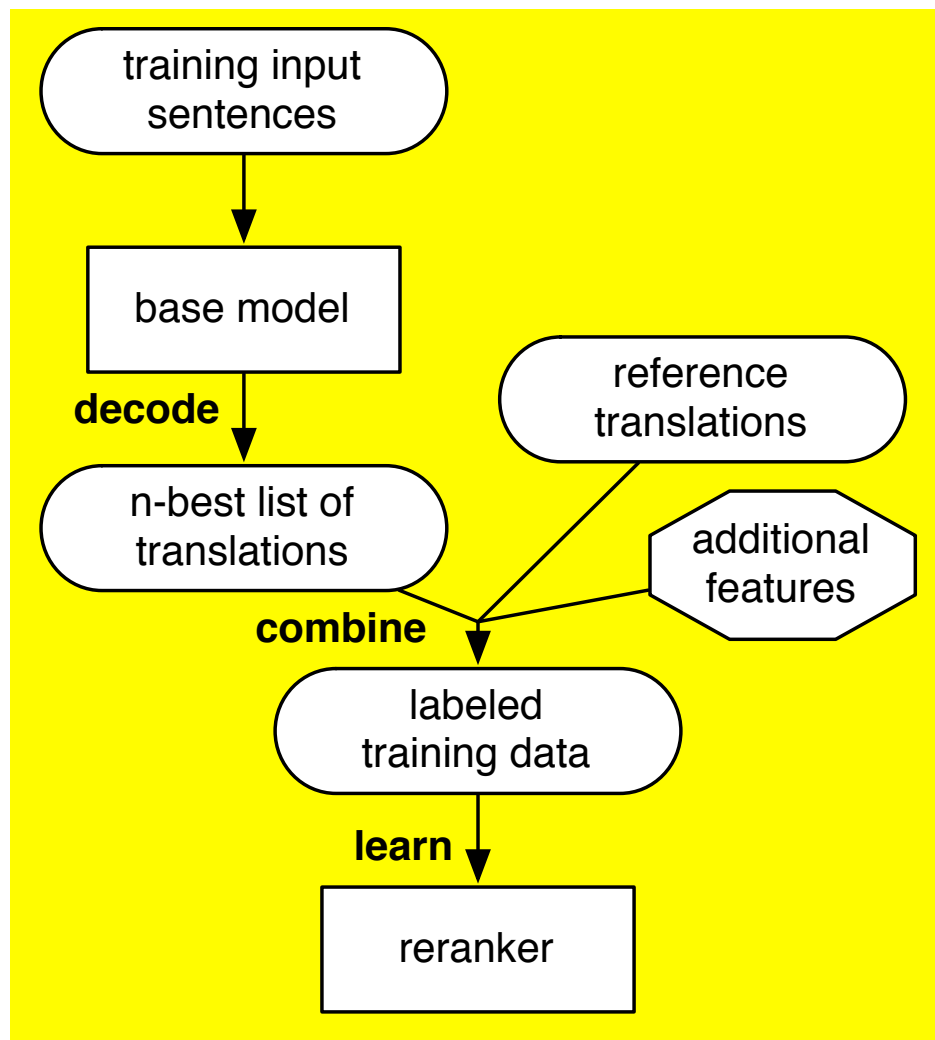 training input
sentences
base model
decode
reference
translations
n-best list of
translations
additional
features
combine
labeled
training data
learn
reranker